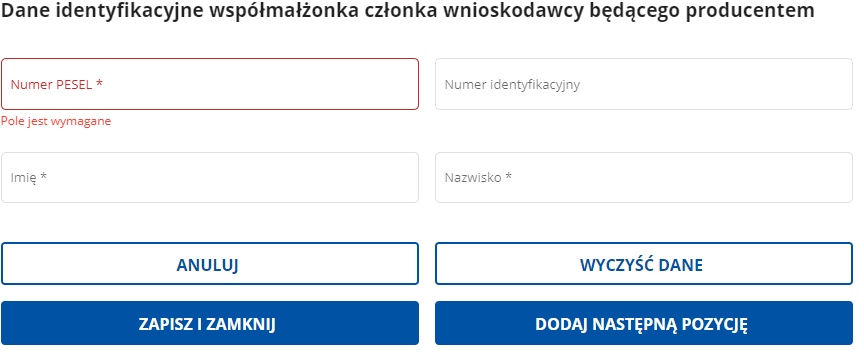 Dane identyfikacyjne współmałżonka członka wnioskodawcy będącego producentem
Numer PESEL *
Numer identyfikacyjny
Pole jest wymagane
Imię *
Nazwisko *
ANULUJ
WYCZYŚĆ DANE
ZAPISZ I ZAMKNIJ
DODAJ NASTĘPNĄ POZYCJĘ